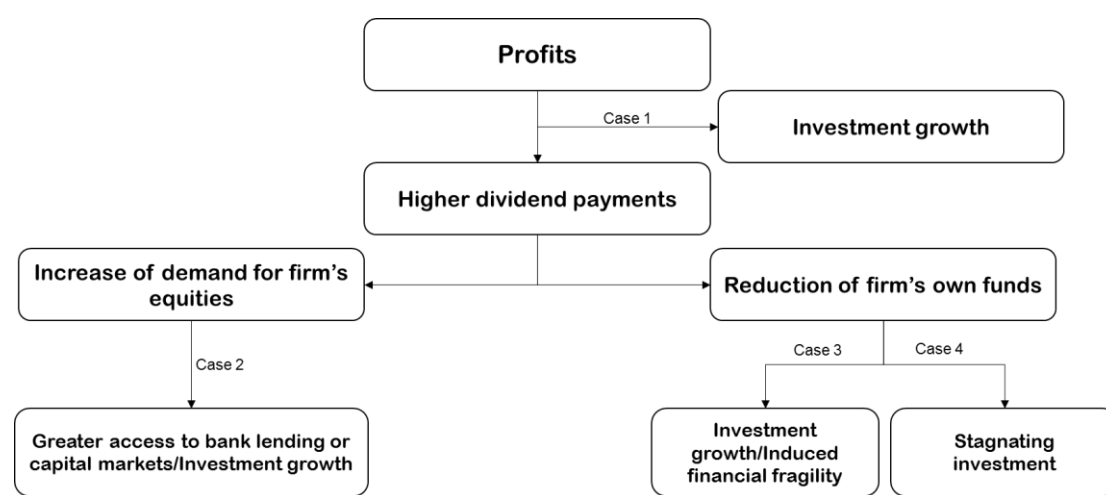 Profits
Case 1
Investment growth
Higher dividend payments
Increase of demand for firm's
equities
Reduction of firm's own funds
Case 2
Case 3
Case 4
Greater access to bank lending or
capital markets/Investment growth
Investment
growth/Induced
financial fragility
Stagnating
investment